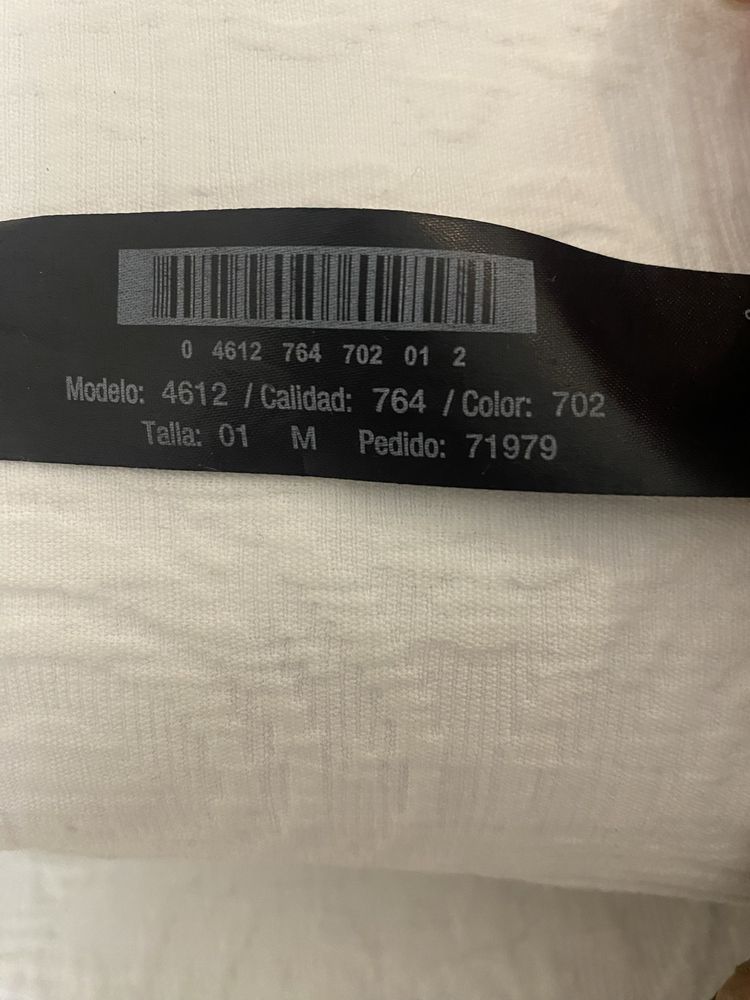 0 4612 764 702 01 2
Modelo: 4612 / Calidad: 764 / Color: 702
Talla: 01 M Pedido: 71979